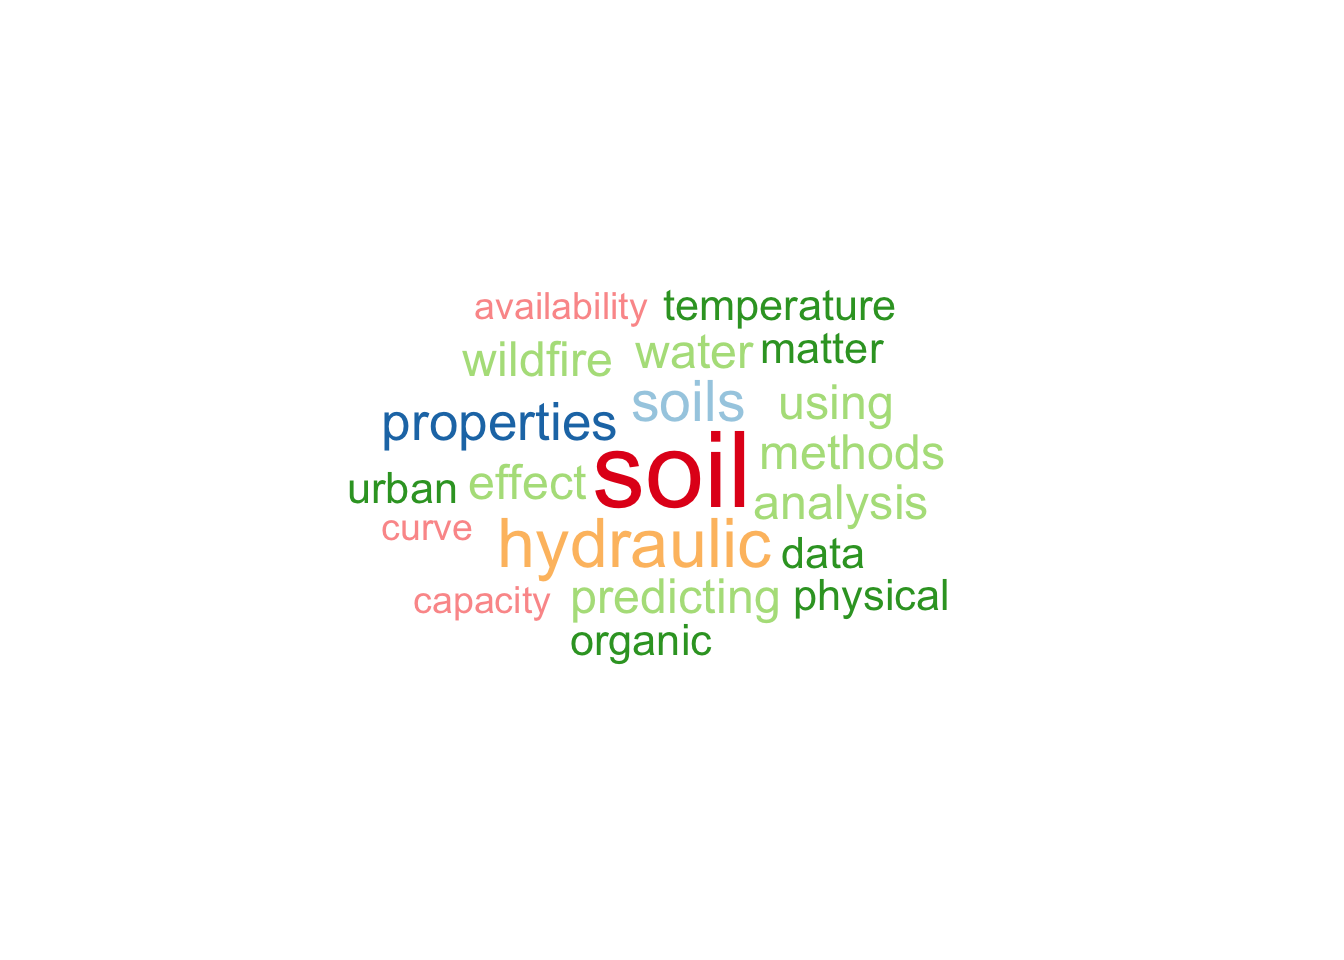 availability temperature
wildfire water matter
properties soils using
soil methods
urban effect analysis
curve hydraulic data
capacity predicting physical
organic